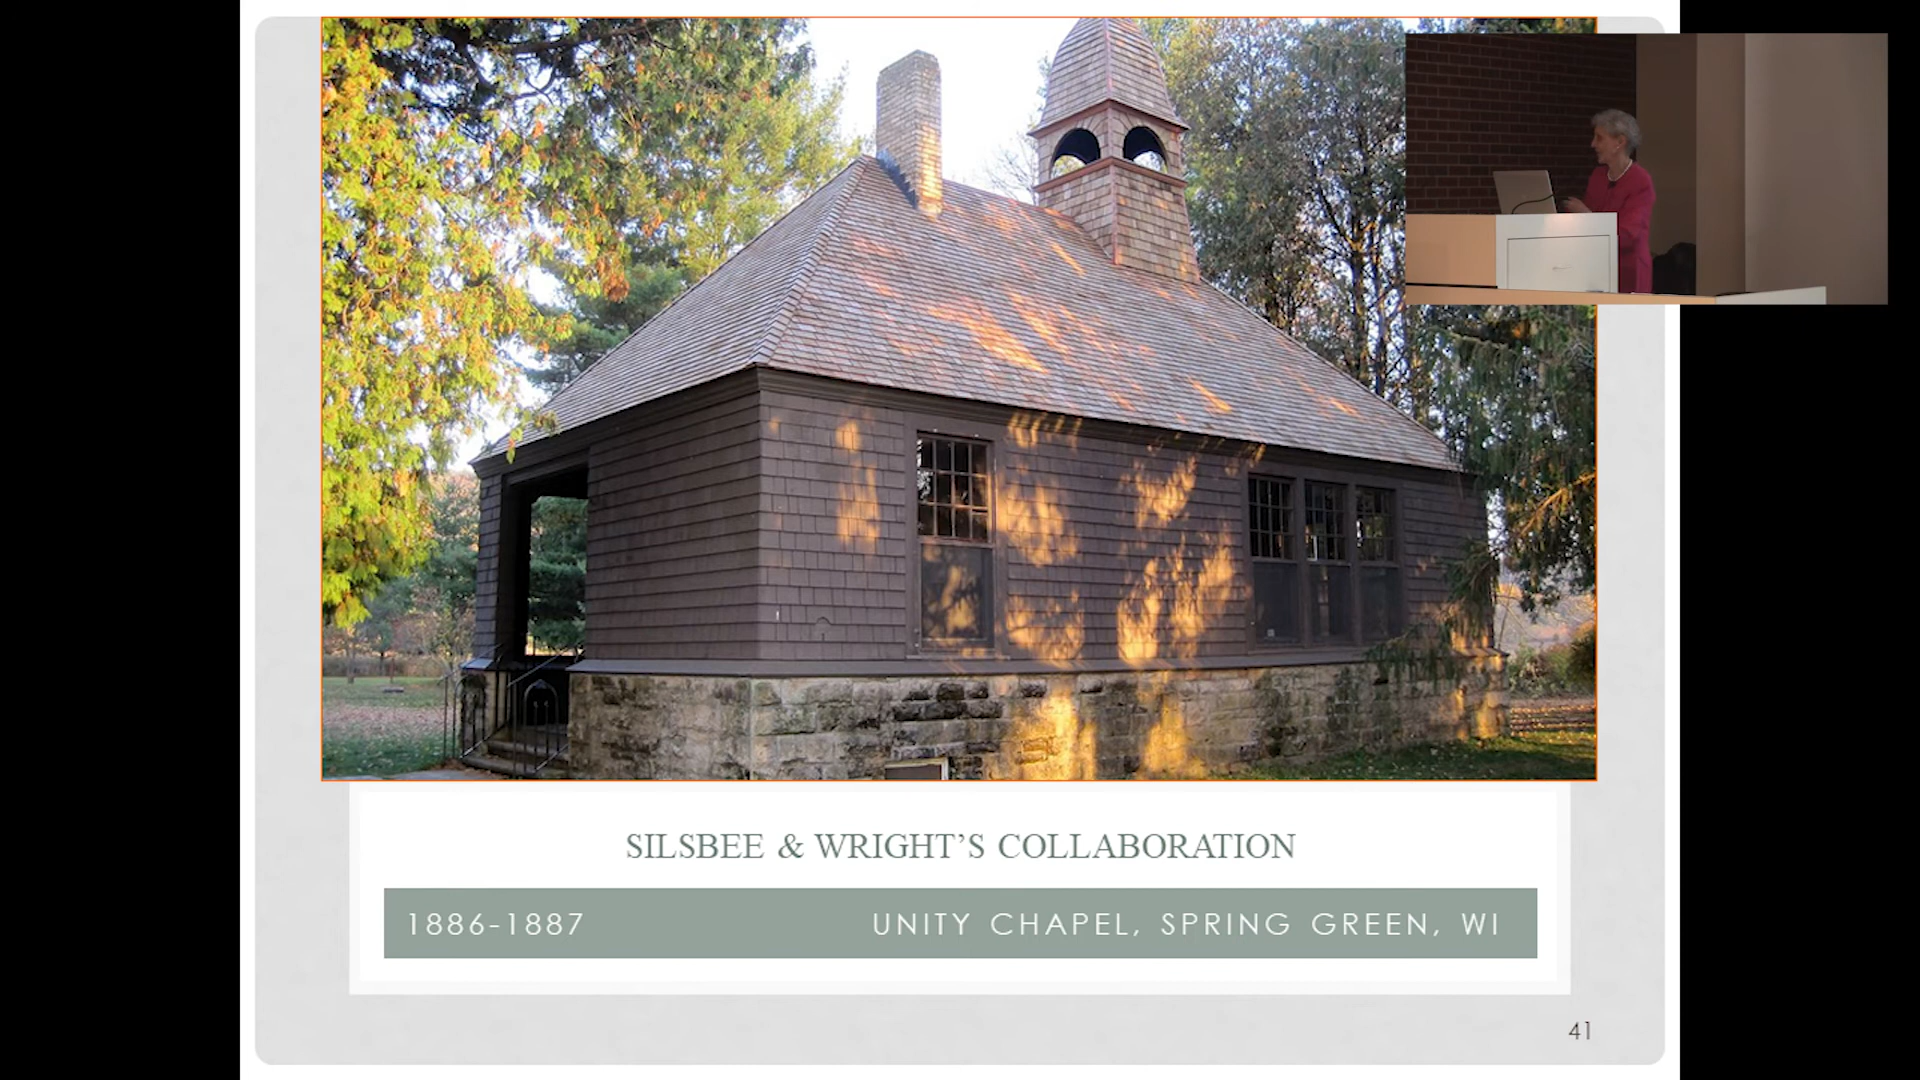 SILSBEE & WRIGHT’S COLLABORATION
1886-1887 UNITY CHAPEL, SPRING GREEN, WI
41